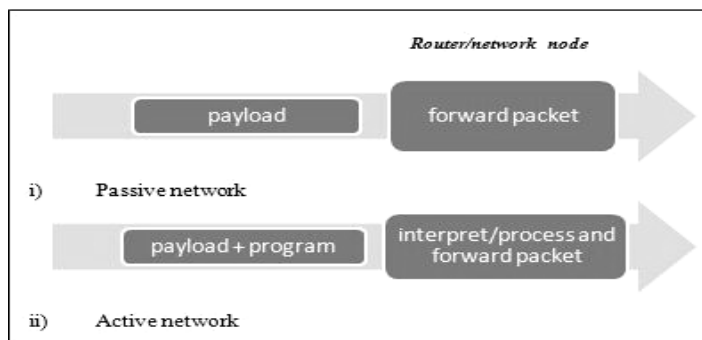 Router/network node
payload
forward packet
i) Passive network
payload + program
interpret/process and
forward packet
ii) Active network